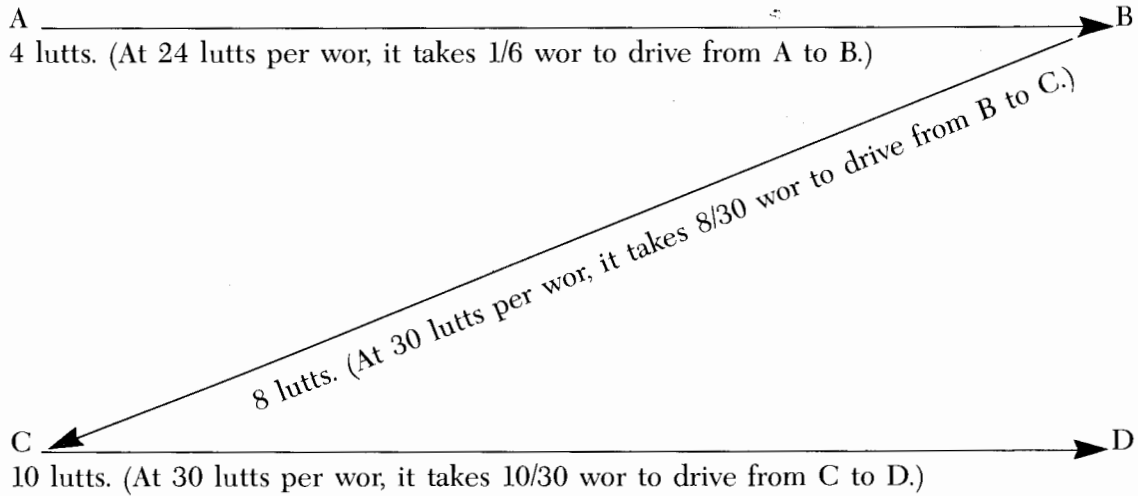 A B
4 lutts. (At 24 lutts per wor, it takes 1/6 wor to drive from A to B.)
8 lutts. (At 30 lutts per wor, it takes 8/30 wor to drive from B to C.)
C D
10 lutts. (At 30 lutts per wor, it takes 10/30 wor to drive from C to D.)